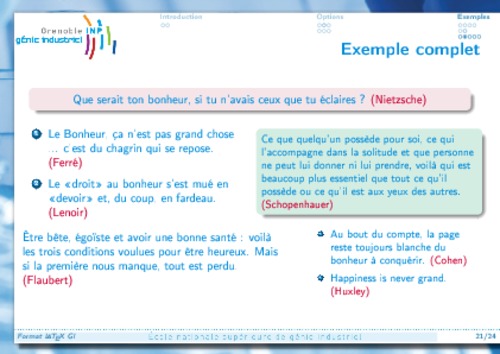 Grenoble INP
génie industriel
Introduction
Options
Exemples
Exemple complet
Que serait ton bonheur, si tu n'avais ceux que tu éclaires ? (Nietzsche)
1 Le Bonheur, ça n'est pas grand chose
... c'est du chagrin qui se repose.
(Ferré)
2 Le «droit» au bonheur s'est mué en
«devoir» et, du coup, en fardeau.
(Lenoir)
Être bête, égoïste et avoir une bonne santé : voilà
les trois conditions voulues pour être heureux. Mais
si la première nous manque, tout est perdu
(Flaubert)
Ce que quelqu'un possède pour soi, ce qui
l'accompagne dans la solitude et que personne
ne peut lui donner ni lui prendre, voilà qui est
beaucoup plus essentiel que tout ce qu'il
possède ou ce qu'il est aux yeux des autres.
(Schopenhauer)
Au bout du compte, la page
reste toujours blanche du
bonheur à conquérir. (Cohen)
Happiness is never grand.
(Huxley)
Format LaTeX GI
École nationale supérieure de génie industriel
21/24